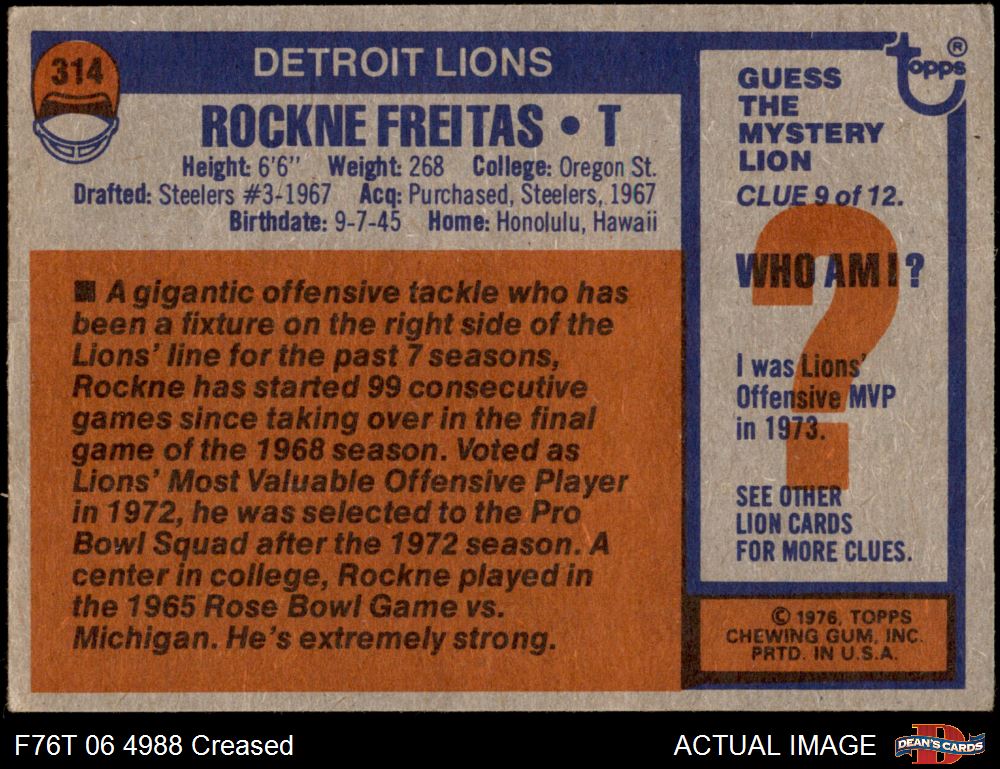 314
DETROIT LIONS
ROCKNE FREITAS • T
Height: 6'6" Weight: 268 College: Oregon St.
Drafted: Steelers #3-1967 Acq: Purchased, Steelers, 1967
Birthdate: 9-7-45 Home: Honolulu, Hawaii
■ A gigantic offensive tackle who has
been a fixture on the right side of the
Lions' line for the past 7 seasons,
Rockne has started 99 consecutive
games since taking over in the final
game of the 1968 season. Voted as
Lions' Most Valuable Offensive Player
in 1972, he was selected to the Pro
Bowl Squad after the 1972 season. A
center in college, Rockne played in
the 1965 Rose Bowl Game vs.
Michigan. He's extremely strong.
topps ®
GUESS
THE
MYSTERY
LION
CLUE 9 of 12.
?
WHO AM I?
I was Lions'
Offensive MVP
in 1973.
SEE OTHER
LION CARDS
FOR MORE CLUES.
© 1976, TOPPS
CHEWING GUM, INC.
PRTD. IN U.S.A.
F76T 06 4988 Creased
ACTUAL IMAGE
D
DEAN'S CARDS